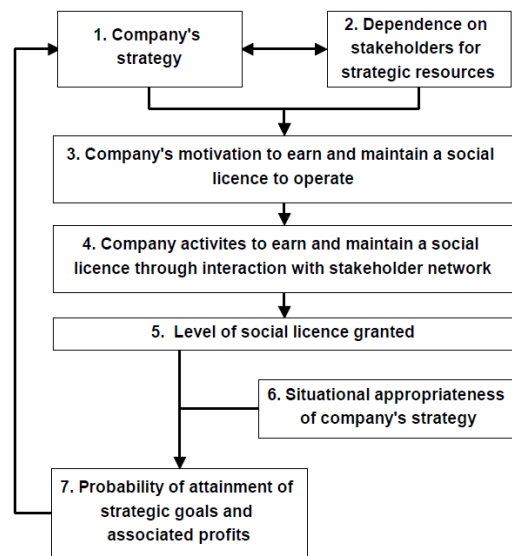 1. Company's
strategy
2. Dependence on
stakeholders for
strategic resources
3. Company's motivation to earn and maintain a social
licence to operate
4. Company activites to earn and maintain a social
licence through interaction with stakeholder network
5. Level of social licence granted
6. Situational appropriateness
of company's strategy
7. Probability of attainment of
strategic goals and
associated profits